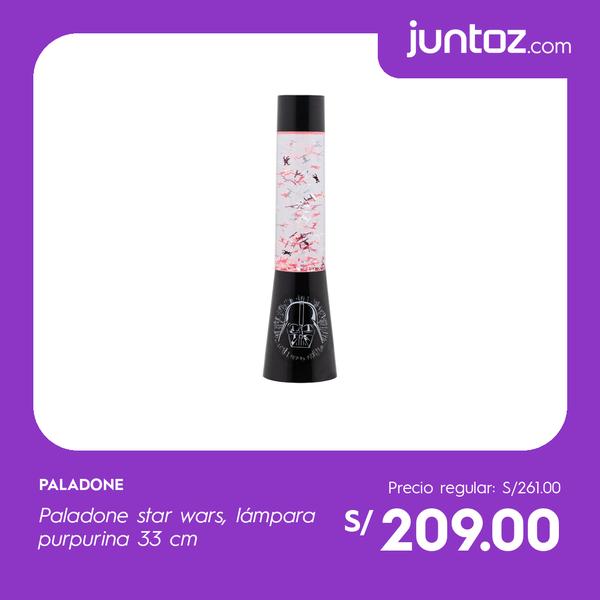 juntoz.com
PALADONE
Paladone star wars, lámpara
purpurina 33 cm
Precio regular: S/261.00
S/ 209.00